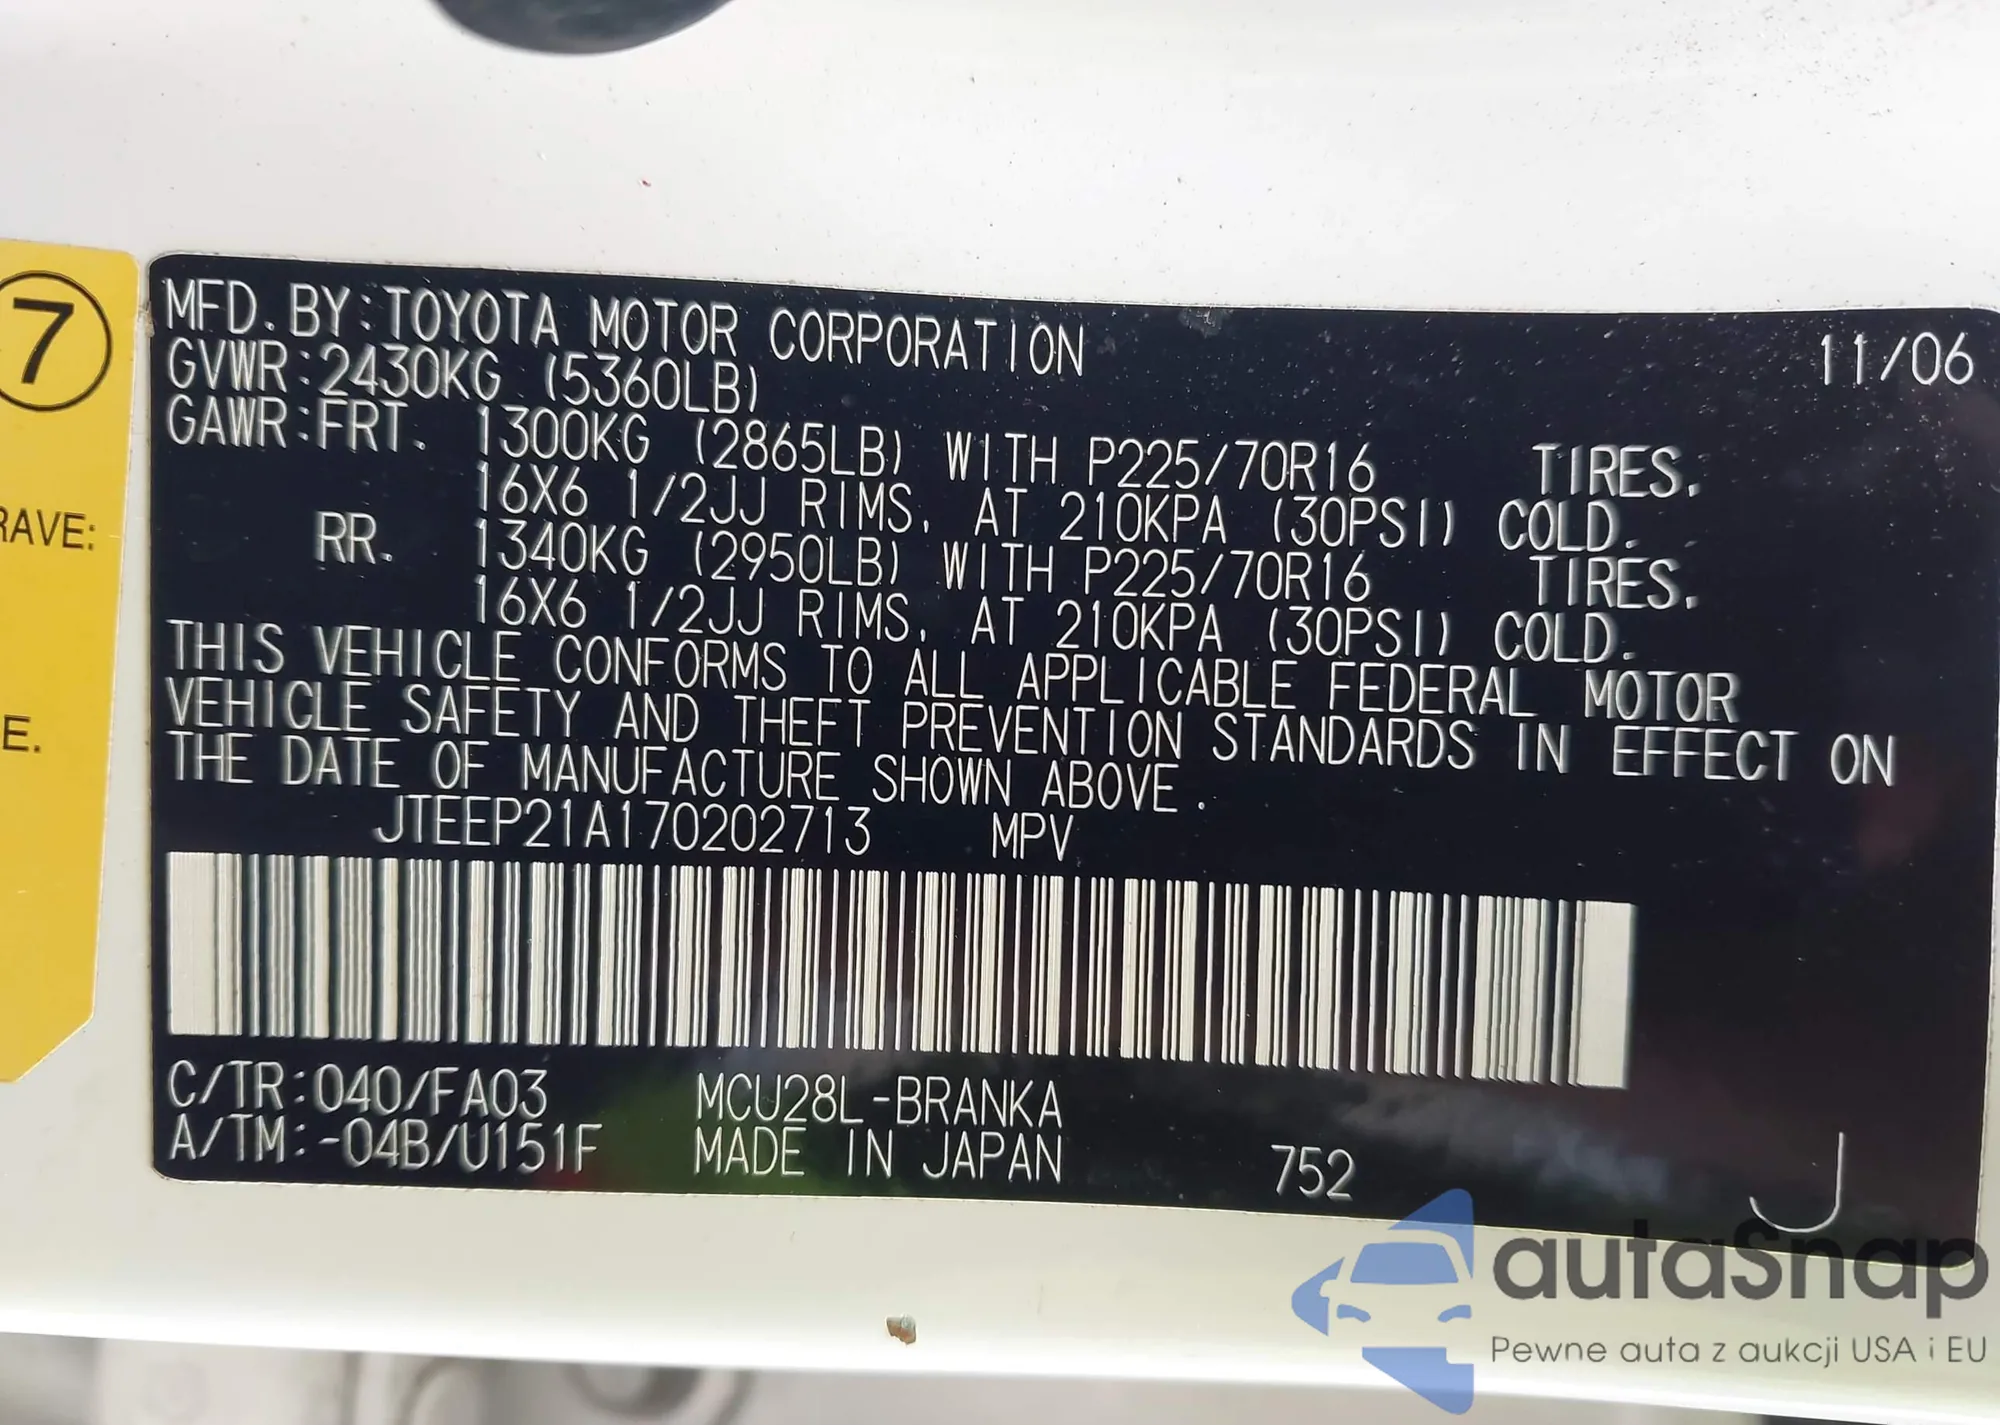 7
RAVE:
E.
MFD. BY: TOYOTA MOTOR CORPORATION 11/06
GVWR: 2430KG (5360LB)
GAWR: FRT. 1300KG (2865LB) WITH P225/70R16 TIRES.
16X6 1/2JJ RIMS, AT 210KPA (30PSI) COLD.
RR. 1340KG (2950LB) WITH P225/70R16 TIRES.
16X6 1/2JJ RIMS, AT 210KPA (30PSI) COLD.
THIS VEHICLE CONFORMS TO ALL APPLICABLE FEDERAL MOTOR
VEHICLE SAFETY AND THEFT PREVENTION STANDARDS IN EFFECT ON
THE DATE OF MANUFACTURE SHOWN ABOVE.
JTEEP21A170202713 MPV
C/TR: 040/FA03 MCU28L-BRANKA
A/TM: -04B/U151F MADE IN JAPAN 752 J
autaSnap
Pewne auta z aukcji USA i EU